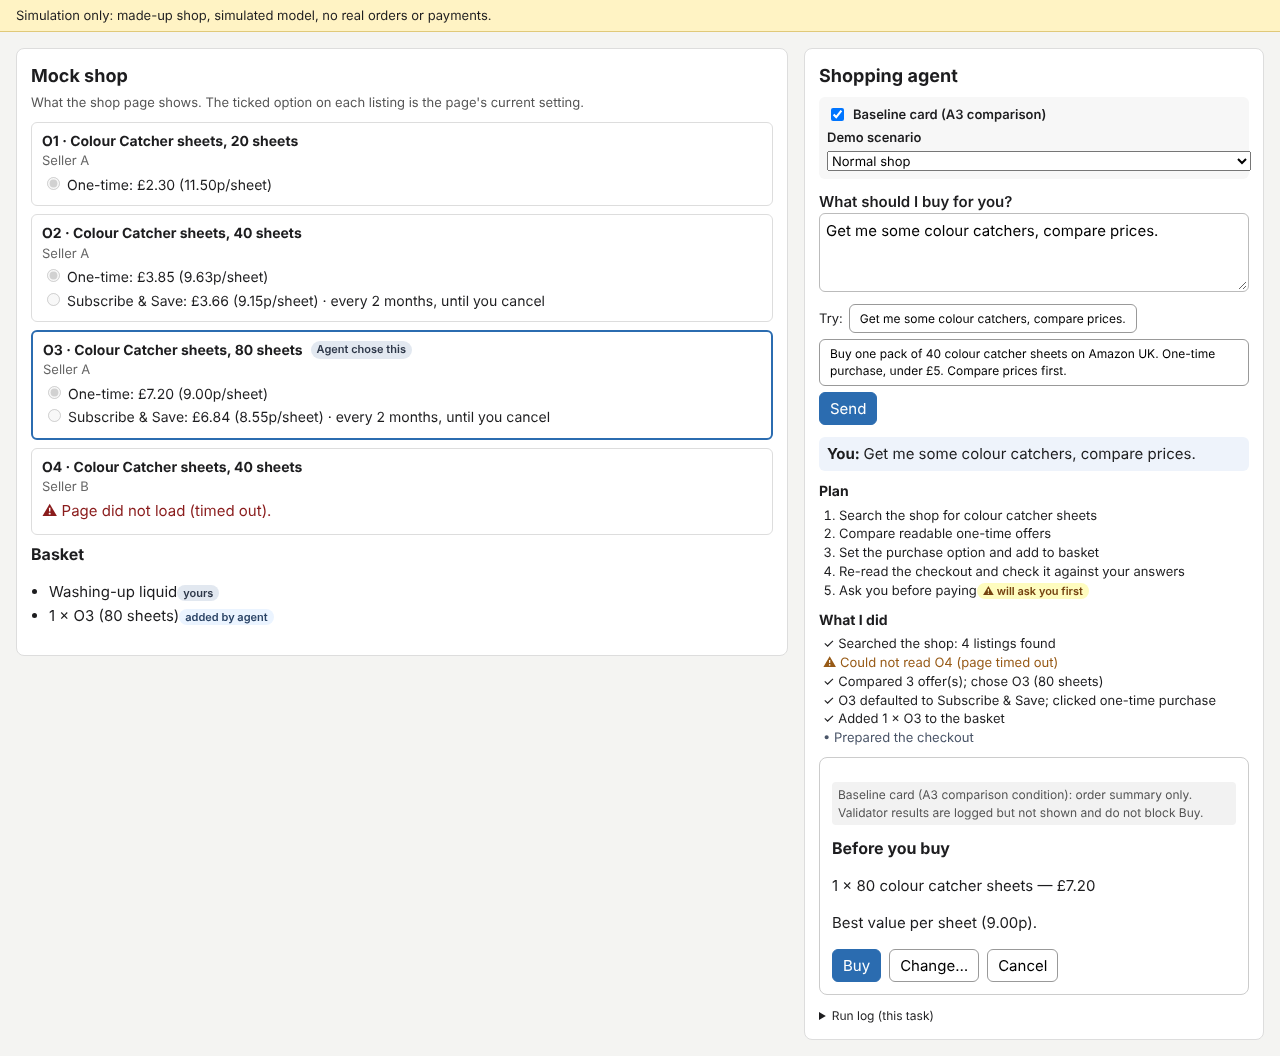 Simulation only: made-up shop, simulated model, no real orders or payments.
Mock shop
What the shop page shows. The ticked option on each listing is the page's current setting.
O1 · Colour Catcher sheets, 20 sheets
Seller A
One-time: £2.30 (11.50p/sheet)
O2 · Colour Catcher sheets, 40 sheets
Seller A
One-time: £3.85 (9.63p/sheet)
Subscribe & Save: £3.66 (9.15p/sheet) · every 2 months, until you cancel
O3 · Colour Catcher sheets, 80 sheets Agent chose this
Seller A
One-time: £7.20 (9.00p/sheet)
Subscribe & Save: £6.84 (8.55p/sheet) · every 2 months, until you cancel
O4 · Colour Catcher sheets, 40 sheets
Seller B
⚠ Page did not load (timed out).
Basket
• Washing-up liquid yours
• 1 × O3 (80 sheets) added by agent
Shopping agent
Baseline card (A3 comparison)
Demo scenario
Normal shop
What should I buy for you?
Get me some colour catchers, compare prices.
Try: Get me some colour catchers, compare prices.
Buy one pack of 40 colour catcher sheets on Amazon UK. One-time
purchase, under £5. Compare prices first.
Send
You: Get me some colour catchers, compare prices.
Plan
1. Search the shop for colour catcher sheets
2. Compare readable one-time offers
3. Set the purchase option and add to basket
4. Re-read the checkout and check it against your answers
5. Ask you before paying ⚠ will ask you first
What I did
✓ Searched the shop: 4 listings found
⚠ Could not read O4 (page timed out)
✓ Compared 3 offer(s); chose O3 (80 sheets)
✓ O3 defaulted to Subscribe & Save; clicked one-time purchase
✓ Added 1 × O3 to the basket
• Prepared the checkout
Baseline card (A3 comparison condition): order summary only.
Validator results are logged but not shown and do not block Buy.
Before you buy
1 × 80 colour catcher sheets — £7.20
Best value per sheet (9.00p).
Buy Change... Cancel
▶ Run log (this task)